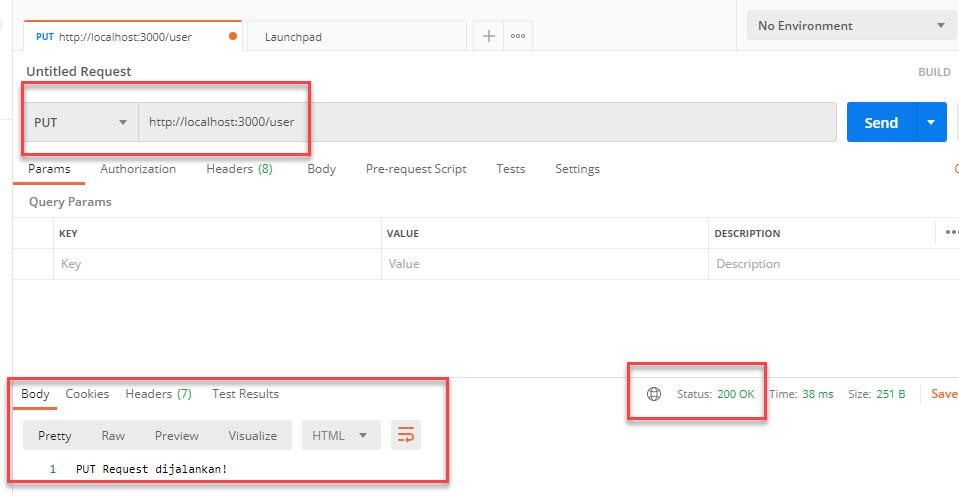 PUT http://localhost:3000/user Launchpad No Environment
Untitled Request BUILD
PUT http://localhost:3000/user Send
Params Authorization Headers (8) Body Pre-request Script Tests Settings
Query Params
KEY VALUE DESCRIPTION
Key Value Description
Body Cookies Headers (7) Test Results Status: 200 OK Time: 38 ms Size: 251 B Save
Pretty Raw Preview Visualize HTML
1 PUT Request dijalankan!